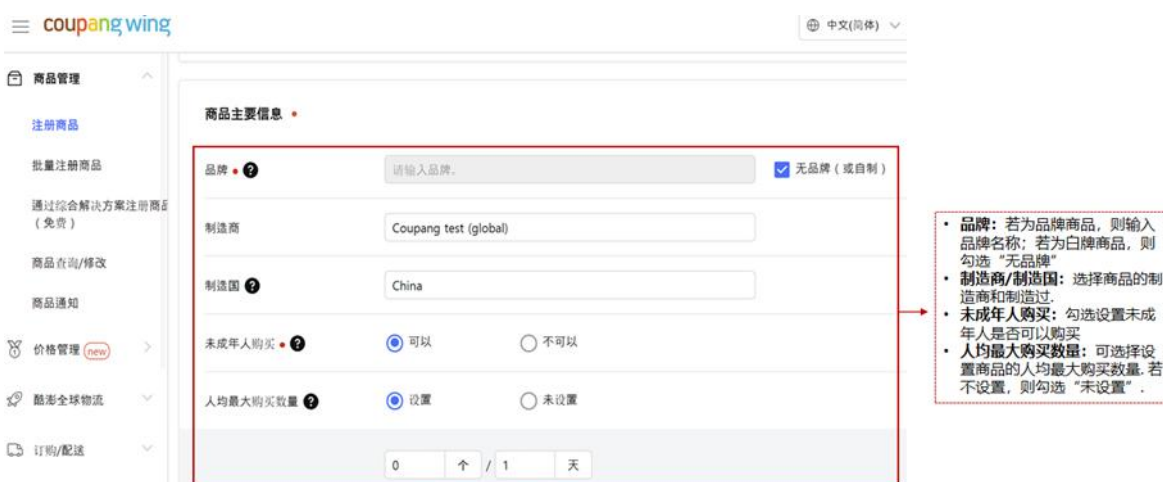 coupang wing
中文(简体)
商品管理
注册商品
批量注册商品
通过综合解决方案注册商品
(免费)
商品查询/修改
商品通知
价格管理 new
酷澎全球物流
订购/配送
商品主要信息
品牌 ?
请输入品牌.
无品牌(或自制)
制造商
Coupang test (global)
制造国 ?
China
未成年人购买 ?
可以
不可以
人均最大购买数量 ?
设置
未设置
0 个 / 1 天
• 品牌：若为品牌商品，则输入
品牌名称；若为白牌商品，则
勾选“无品牌”
• 制造商/制造国：选择商品的制
造商和制造过.
• 未成年人购买：勾选设置未成
年人是否可以购买
• 人均最大购买数量：可选择设
置商品的人均最大购买数量.若
不设置，则勾选“未设置”.